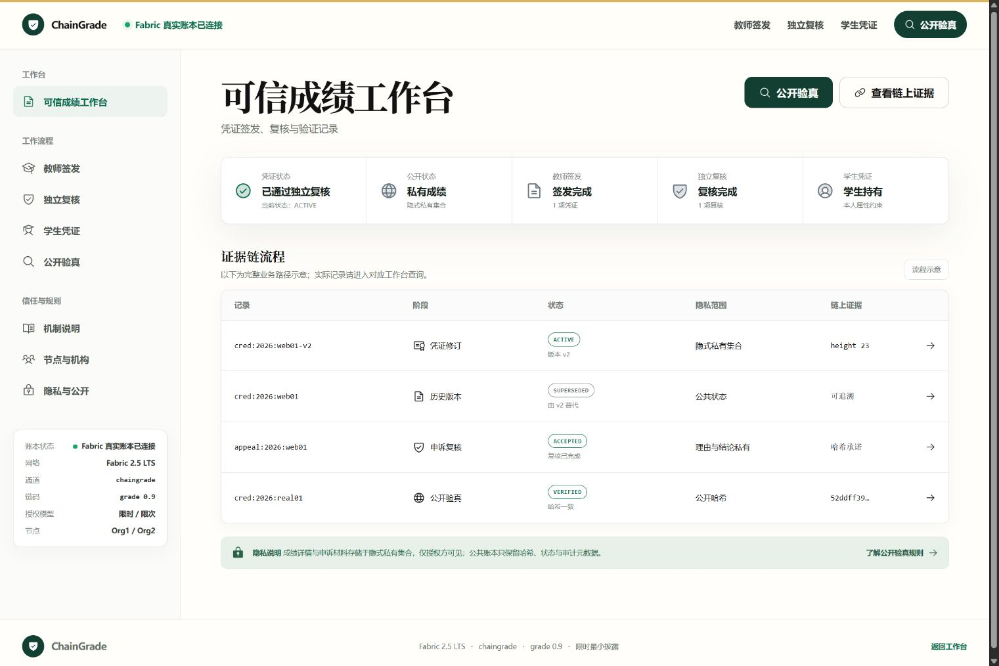 ChainGrade
Fabric 真实账本已连接
教师签发
独立复核
学生凭证
公开验真
工作台
可信成绩工作台
工作流程
教师签发
独立复核
学生凭证
公开验真
信任与规则
机制说明
节点与机构
隐私与公开
账本状态 Fabric 真实账本已连接
网络 Fabric 2.5 LTS
通道 chaingrade
链码 grade 0.9
授权模型 限时 / 限次
节点 Org1 / Org2
可信成绩工作台
凭证签发、复核与验证记录
公开验真
查看链上证据
凭证状态
已通过独立复核
当前状态：ACTIVE
公开状态
私有成绩
隐式私有集合
教师签发
签发完成
1 项凭证
独立复核
复核完成
1 项复核
学生凭证
学生持有
本人属性约束
证据链流程
以下为完整业务路径示意；实际记录请进入对应工作台查询。
流程示意
记录 阶段 状态 隐私范围 链上证据
cred:2026:web01-v2 凭证修订 ACTIVE 隐式私有集合 height 23
版本 v2
cred:2026:web01 历史版本 SUPERSEDED 公共状态 可追溯
由 v2 替代
appeal:2026:web01 申诉复核 ACCEPTED 理由与结论私有 哈希承诺
复核已完成
cred:2026:real01 公开验真 VERIFIED 公开哈希 52ddff39…
哈希一致
隐私说明 成绩详情与申诉材料存储于隐式私有集合，仅授权方可见；公共账本只保留哈希、状态与审计元数据。
了解公开验真规则
ChainGrade
Fabric 2.5 LTS · chaingrade · grade 0.9 · 限时最小披露
返回工作台